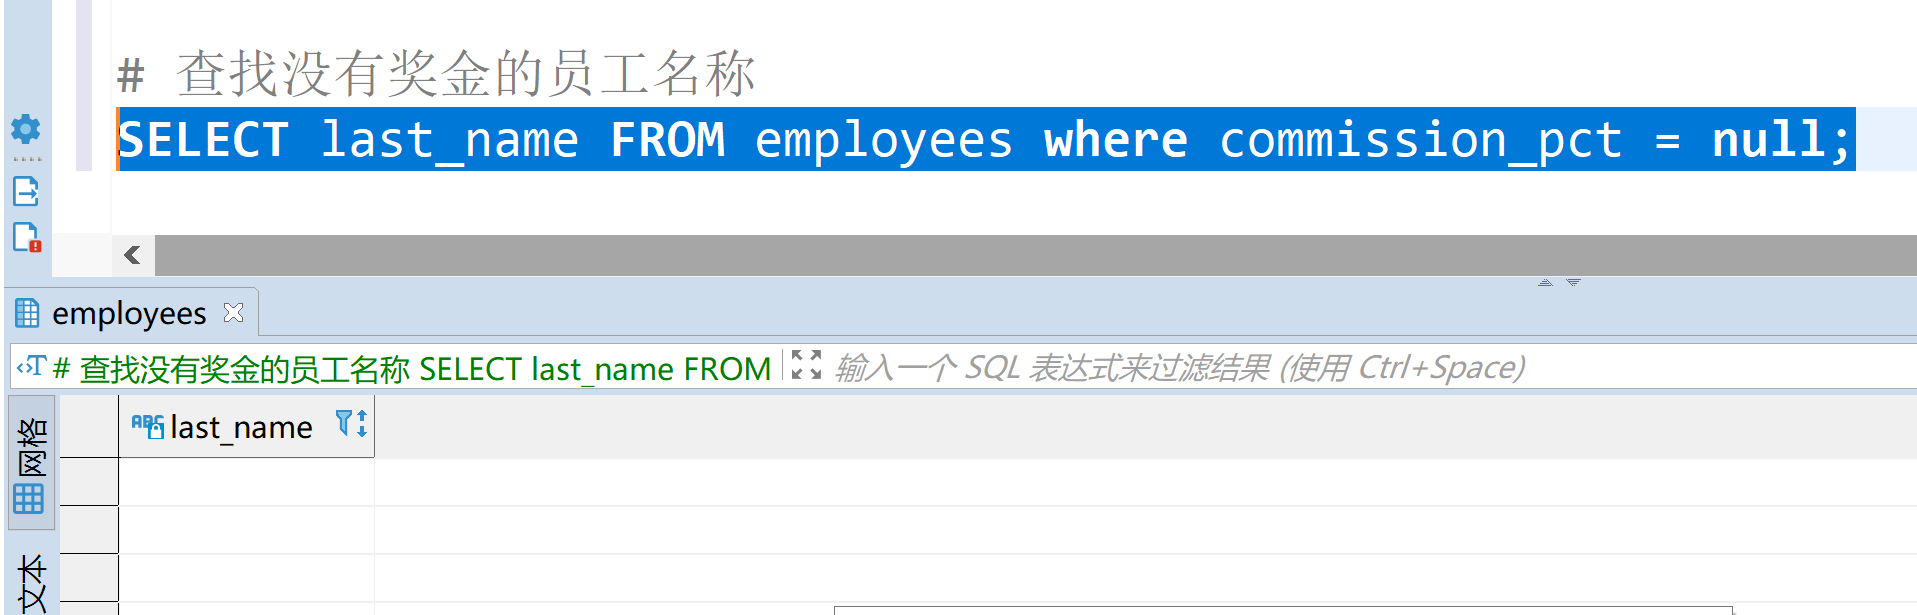 # 查找没有奖金的员工名称
SELECT last_name FROM employees where commission_pct = null;
employees
# 查找没有奖金的员工名称 SELECT last_name FROM
输入一个 SQL 表达式来过滤结果 (使用 Ctrl+Space)
网格
ABC last_name
文本